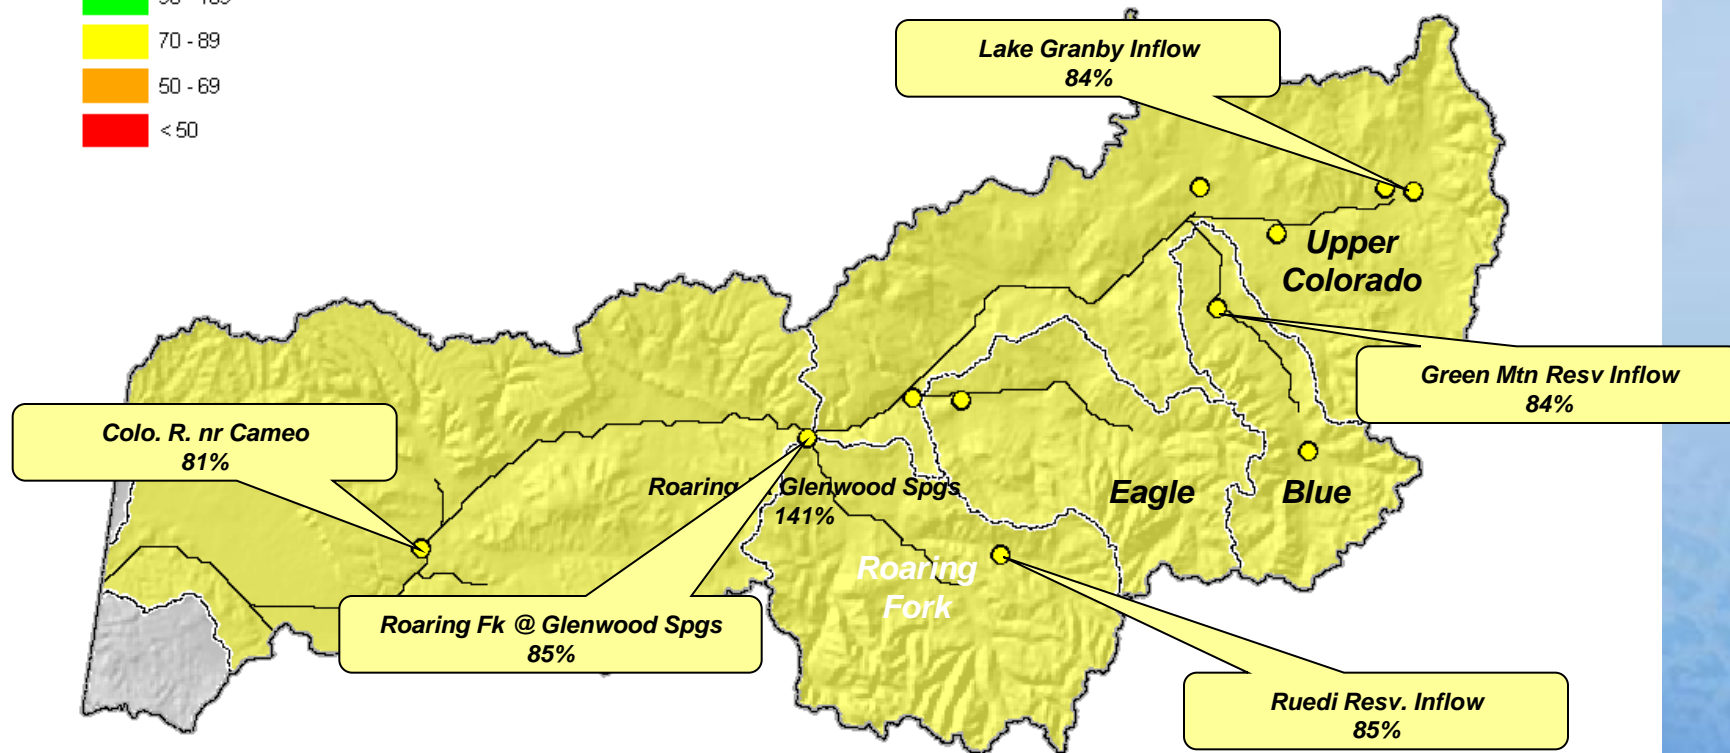 70 - 89
50 - 69
< 50
Lake Granby Inflow
84%
Upper
Colorado
Green Mtn Resv Inflow
84%
Colo. R. nr Cameo
81%
Roaring Glenwood Spgs
141%
Eagle
Blue
Roaring
Fork
Roaring Fk @ Glenwood Spgs
85%
Ruedi Resv. Inflow
85%